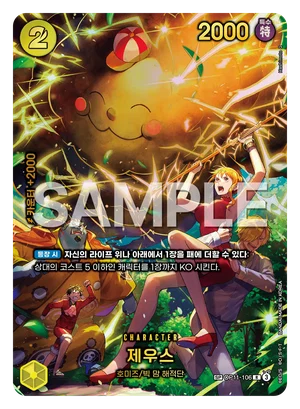 2
2000
특수
特
카운터 +2000
SAMPLE
등장 시 자신의 라이프 위나 아래에서 1장을 패에 더할 수 있다:
상대의 코스트 5 이하인 캐릭터를 1장까지 KO 시킨다.
CHARACTER
제우스
호미즈/빅 맘 해적단
SP OP11-106 R 3